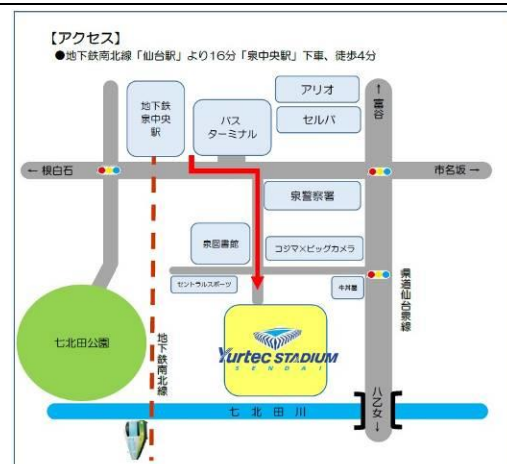 【アクセス】
●地下鉄南北線「仙台駅」より16分「泉中央駅」下車、徒歩4分
アリオ
↑富谷
地下鉄
泉中央
駅
バス
ターミナル
セルバ
← 根白石
市名坂 →
泉警察署
泉図書館
コジマ×ビックカメラ
セントラルスポーツ
牛丼屋
県道仙台泉線
七北田公園
地下鉄南北線
Yurtec STADIUM
SENDAI
七北田川
八乙女↓